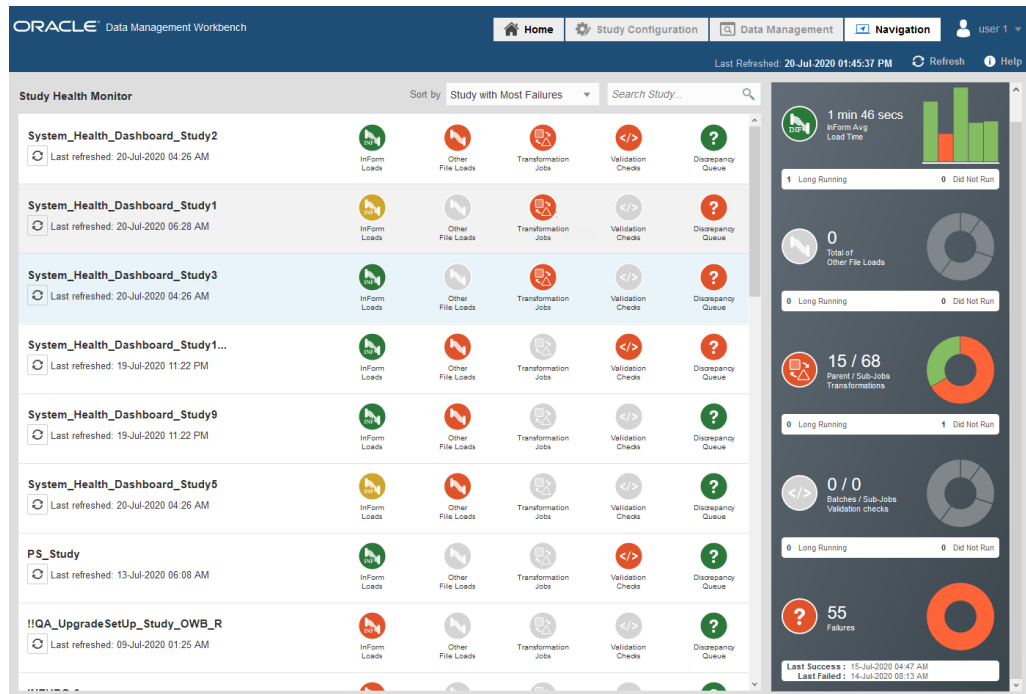 ORACLE Data Management Workbench
Home
Study Configuration
Data Management
Navigation
user 1
Last Refreshed: 20-Jul-2020 01:45:37 PM
Refresh
Help
Study Health Monitor
Sort by Study with Most Failures
Search Study...
System_Health_Dashboard_Study2
Last refreshed: 20-Jul-2020 04:26 AM
INF
InForm
Loads
Other
File Loads
Transformation
Jobs
</>
Validation
Checks
?
Discrepancy
Queue
System_Health_Dashboard_Study1
Last refreshed: 20-Jul-2020 06:28 AM
INF
InForm
Loads
Other
File Loads
Transformation
Jobs
</>
Validation
Checks
?
Discrepancy
Queue
System_Health_Dashboard_Study3
Last refreshed: 20-Jul-2020 04:26 AM
INF
InForm
Loads
Other
File Loads
Transformation
Jobs
</>
Validation
Checks
?
Discrepancy
Queue
System_Health_Dashboard_Study1...
Last refreshed: 19-Jul-2020 11:22 PM
INF
InForm
Loads
Other
File Loads
Transformation
Jobs
</>
Validation
Checks
?
Discrepancy
Queue
System_Health_Dashboard_Study9
Last refreshed: 19-Jul-2020 11:22 PM
INF
InForm
Loads
Other
File Loads
Transformation
Jobs
</>
Validation
Checks
?
Discrepancy
Queue
System_Health_Dashboard_Study5
Last refreshed: 20-Jul-2020 04:26 AM
INF
InForm
Loads
Other
File Loads
Transformation
Jobs
</>
Validation
Checks
?
Discrepancy
Queue
PS_Study
Last refreshed: 13-Jul-2020 06:08 AM
INF
InForm
Loads
Other
File Loads
Transformation
Jobs
</>
Validation
Checks
?
Discrepancy
Queue
!!QA_UpgradeSetUp_Study_OWB_R
Last refreshed: 09-Jul-2020 01:25 AM
INF
InForm
Loads
Other
File Loads
Transformation
Jobs
</>
Validation
Checks
?
Discrepancy
Queue
INF
1 min 46 secs
InForm Avg
Load Time
1 Long Running
0 Did Not Run
0
Total of
Other File Loads
0 Long Running
0 Did Not Run
15 / 68
Parent / Sub-Jobs
Transformations
0 Long Running
1 Did Not Run
</>
0 / 0
Batches / Sub-Jobs
Validation checks
0 Long Running
0 Did Not Run
?
55
Failures
Last Success : 15-Jul-2020 04:47 AM
Last Failed : 14-Jul-2020 08:13 AM